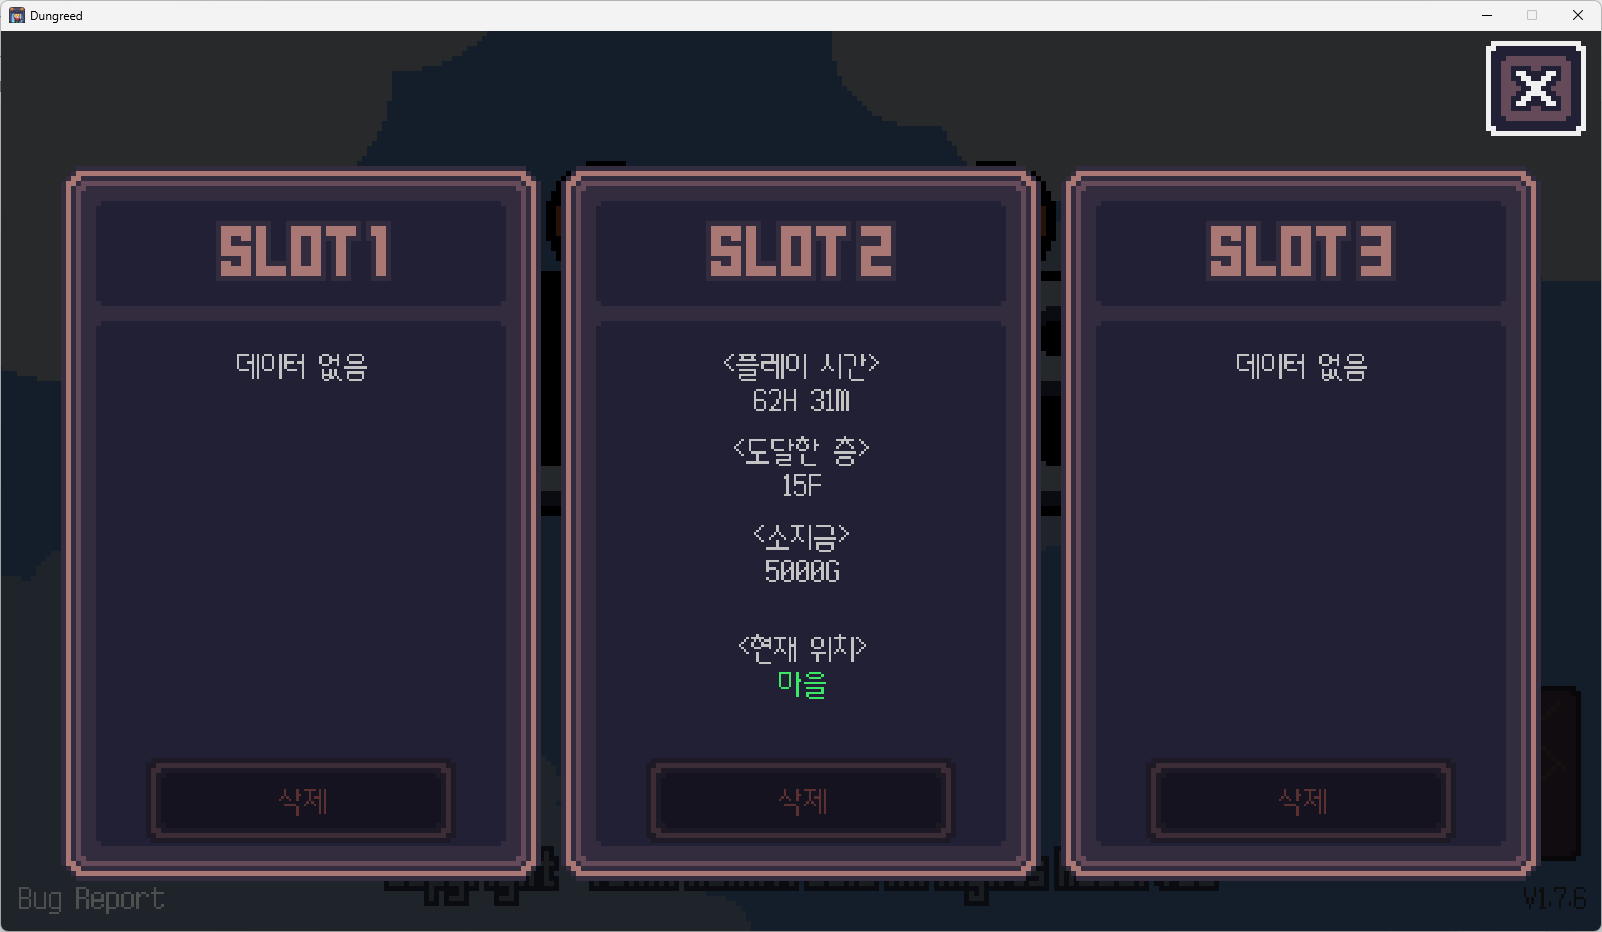 Dungreed
SLOT 1
데이터 없음
삭제
SLOT 2
<플레이 시간>
62H 31M
<도달한 층>
15F
<소지금>
5000G
<현재 위치>
마을
삭제
SLOT 3
데이터 없음
삭제
Bug Report
V1.7.6